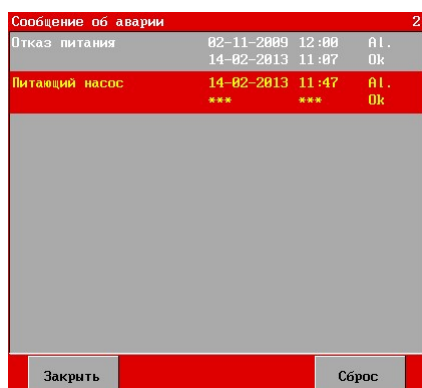 Сообщение об аварии 2
Отказ питания 02-11-2009 12:00 Al.
14-02-2013 11:07 Ok
Питающий насос 14-02-2013 11:47 Al.
*** *** Ok
Закрыть Сброс